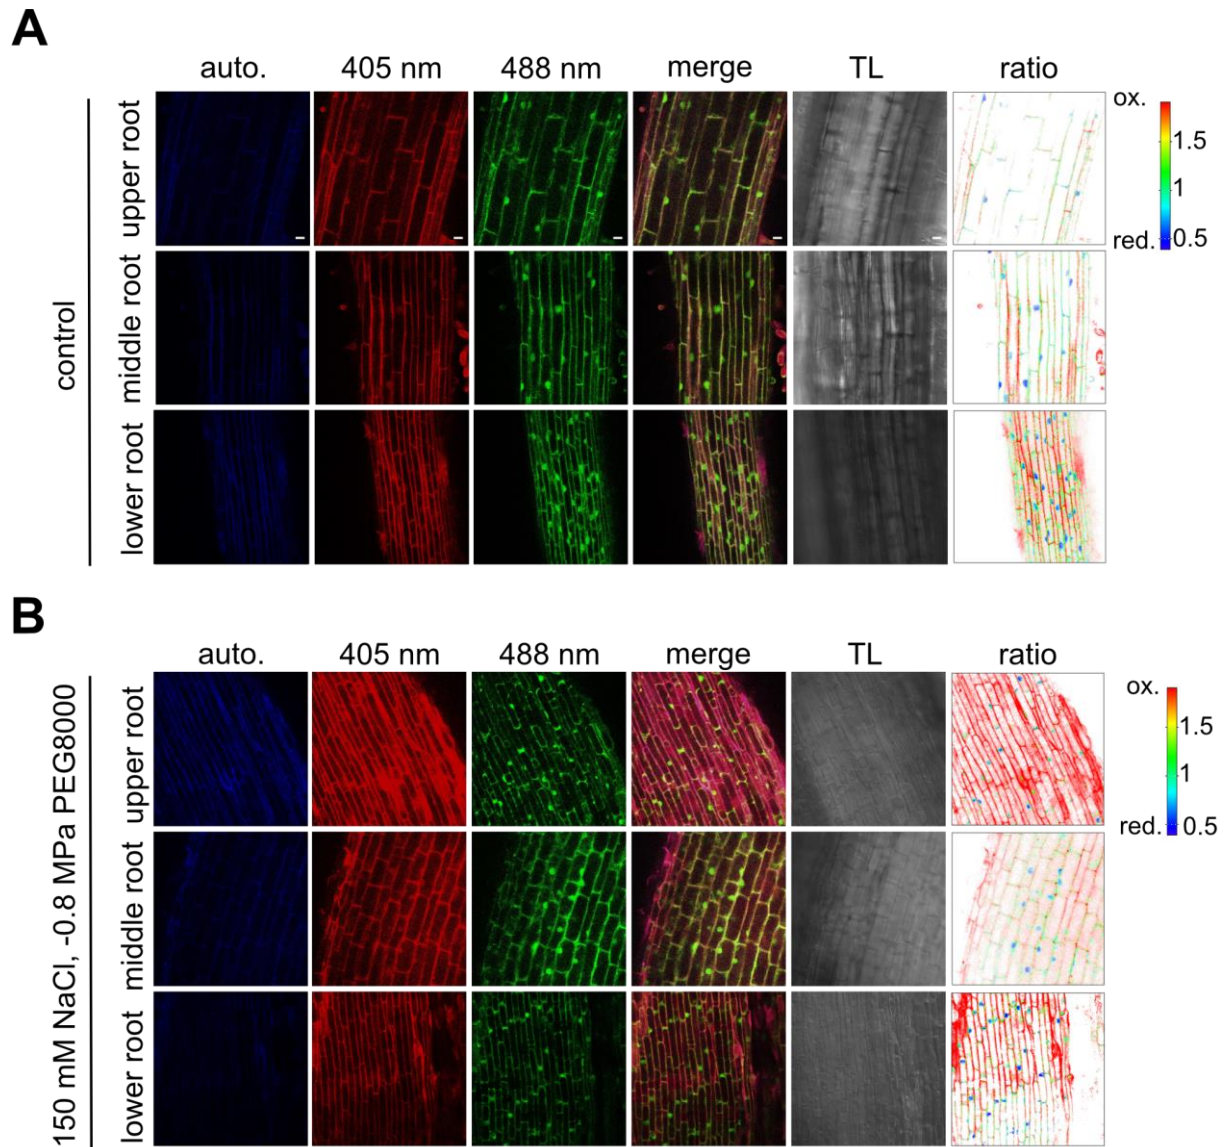 A
auto. 405 nm 488 nm merge TL ratio
control
upper root
middle root
lower root
ox.
1.5
1
red. 0.5
B
auto. 405 nm 488 nm merge TL ratio
150 mM NaCl, -0.8 MPa PEG8000
upper root
middle root
lower root
ox.
1.5
1
red. 0.5